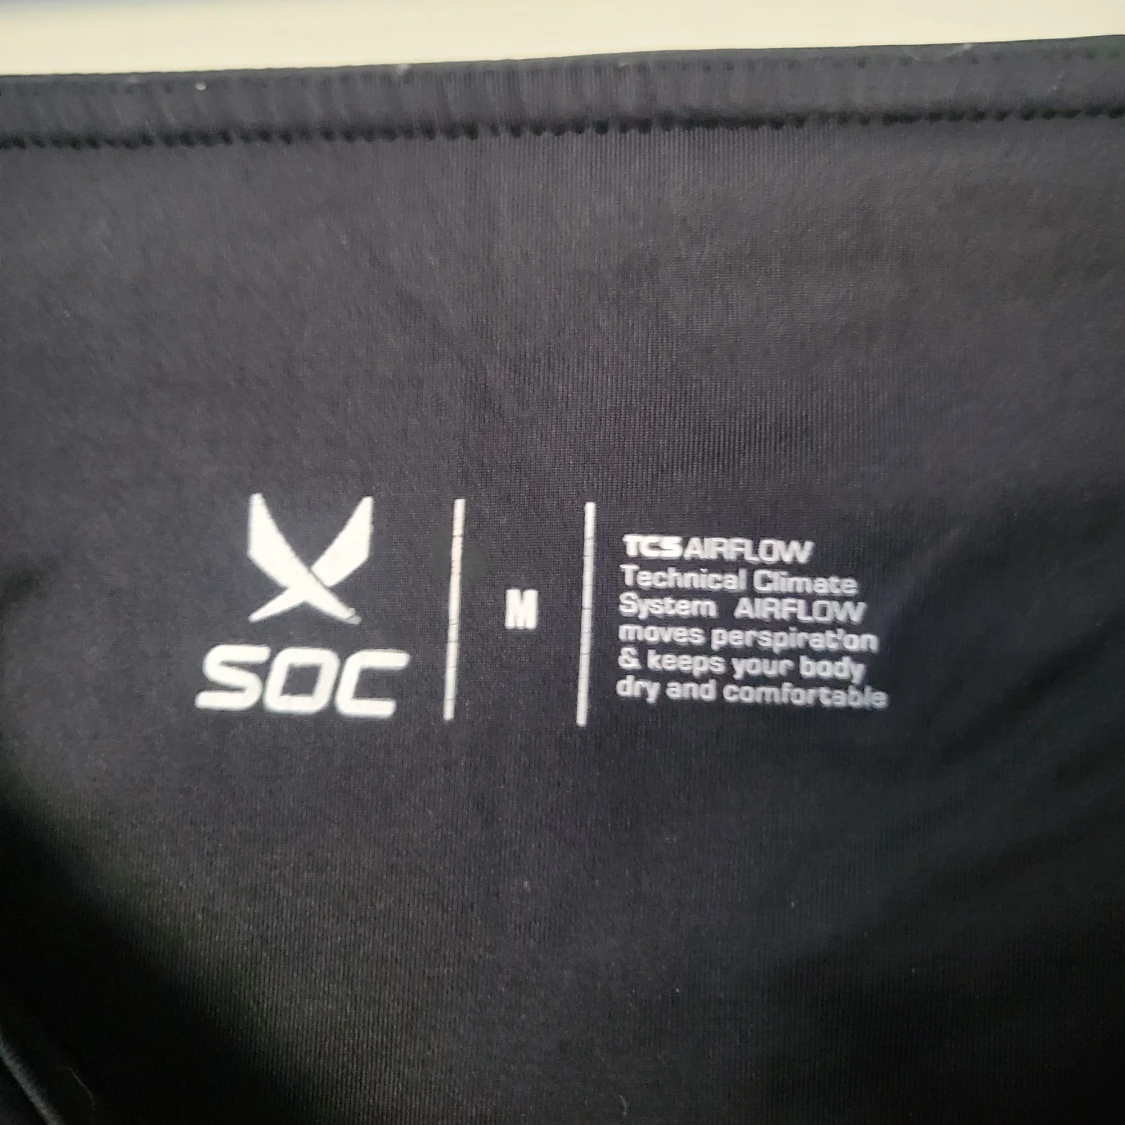 SOC
M
TCS AIRFLOW
Technical Climate
System AIRFLOW
moves perspiration
& keeps your body
dry and comfortable